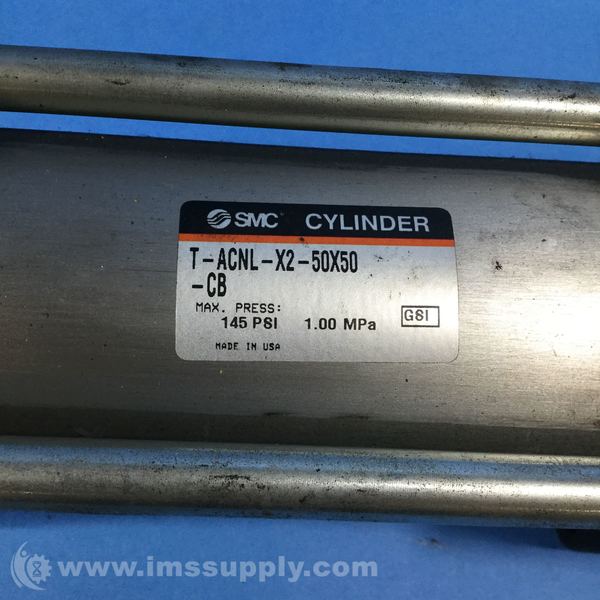 SMC CYLINDER
T-ACNL-X2-50X50
-CB
MAX. PRESS:
145 PSI 1.00 MPa GSI
MADE IN USA
www.imssupply.com